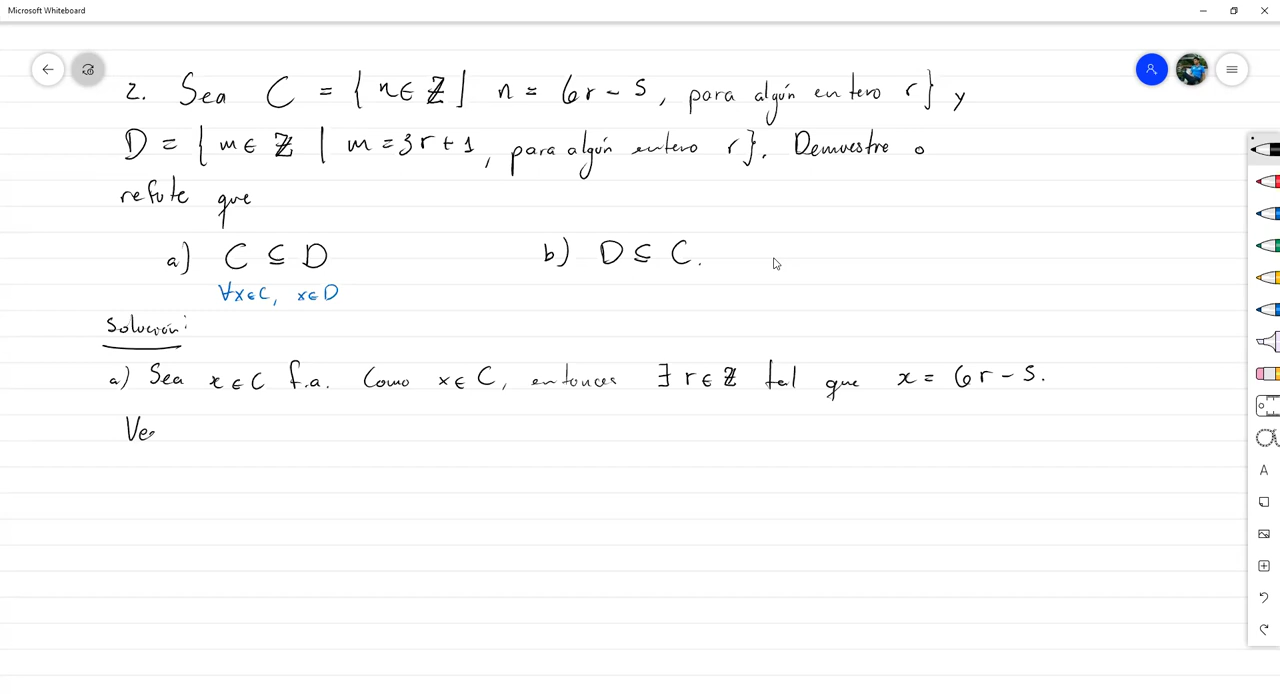 Microsoft Whiteboard
2. Sea C = { n ∈ ℤ | n = 6r - 5, para algún entero r} y
D = { m ∈ ℤ | m = 3r + 1, para algún entero r}. Demuestre o
refute que
a) C ⊆ D b) D ⊆ C.
∀x ∈ C, x ∈ D
Solución:
a) Sea x ∈ C f.a. Como x ∈ C, entonces ∃ r ∈ ℤ tal que x = 6r - 5.
Ve
A